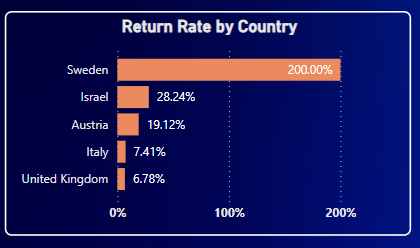 Return Rate by Country
Sweden 200.00%
Israel 28.24%
Austria 19.12%
Italy 7.41%
United Kingdom 6.78%
0% 100% 200%